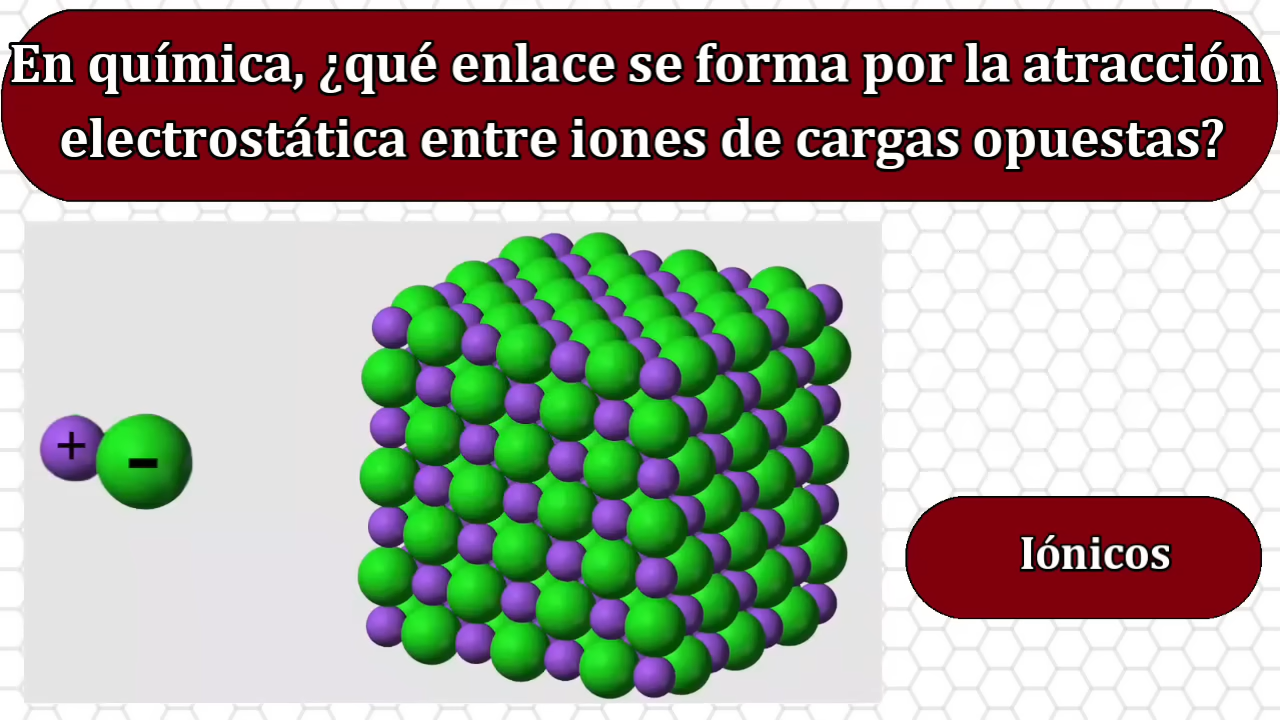 En química, ¿qué enlace se forma por la atracción
electrostática entre iones de cargas opuestas?
+ -
Iónicos